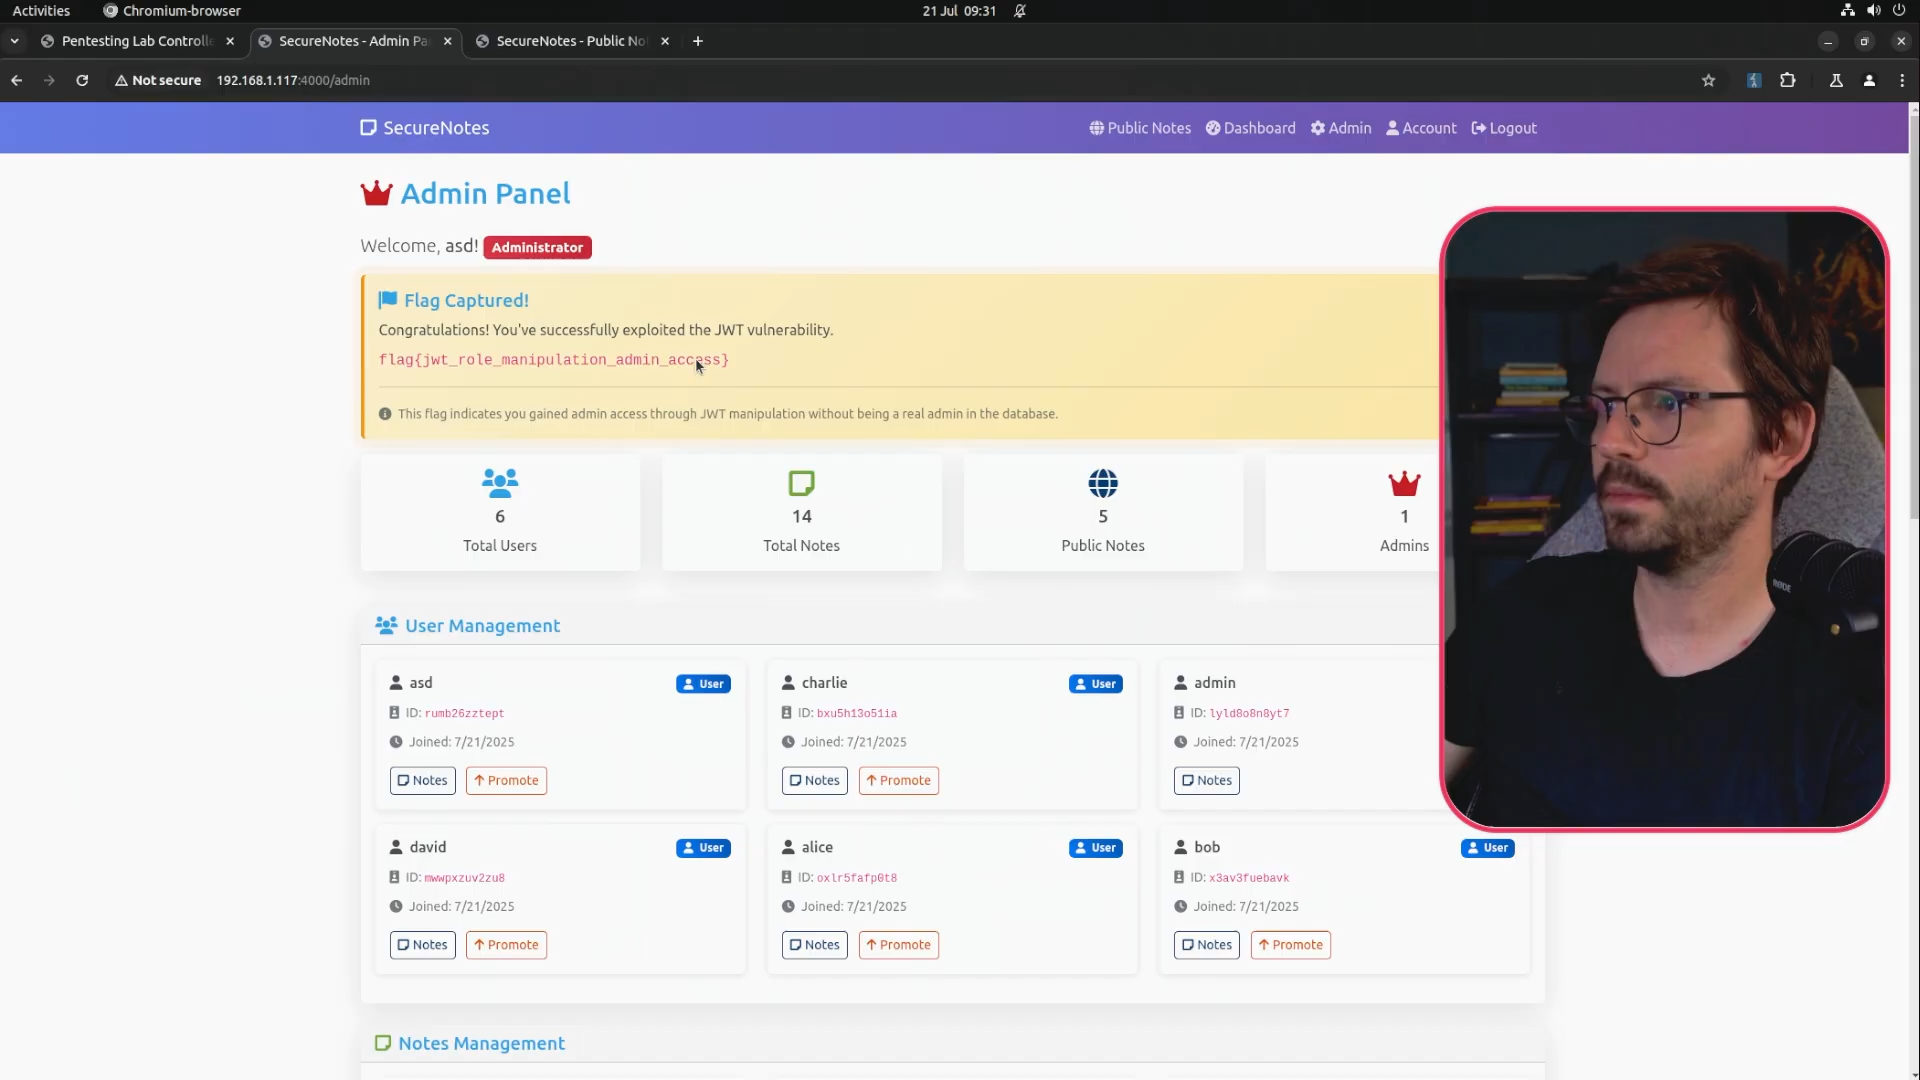 Activities
Chromium-browser
21 Jul 09:31
Pentesting Lab Controlle
SecureNotes - Admin Pa
SecureNotes - Public No
Not secure
192.168.1.117:4000/admin
SecureNotes
Public Notes
Dashboard
Admin
Account
Logout
Admin Panel
Welcome, asd! Administrator
Flag Captured!
Congratulations! You've successfully exploited the JWT vulnerability.
flag{jwt_role_manipulation_admin_access}
This flag indicates you gained admin access through JWT manipulation without being a real admin in the database.
6
Total Users
14
Total Notes
5
Public Notes
1
Admins
User Management
asd
User
ID: rumb26zztept
Joined: 7/21/2025
Notes
Promote
charlie
User
ID: bxu5h13o51ia
Joined: 7/21/2025
Notes
Promote
admin
ID: lyld8o8n8yt7
Joined: 7/21/2025
Notes
david
User
ID: mwwpxzuv2zu8
Joined: 7/21/2025
Notes
Promote
alice
User
ID: oxlr5fafp0t8
Joined: 7/21/2025
Notes
Promote
bob
User
ID: x3av3fuebavk
Joined: 7/21/2025
Notes
Promote
Notes Management
RØDE